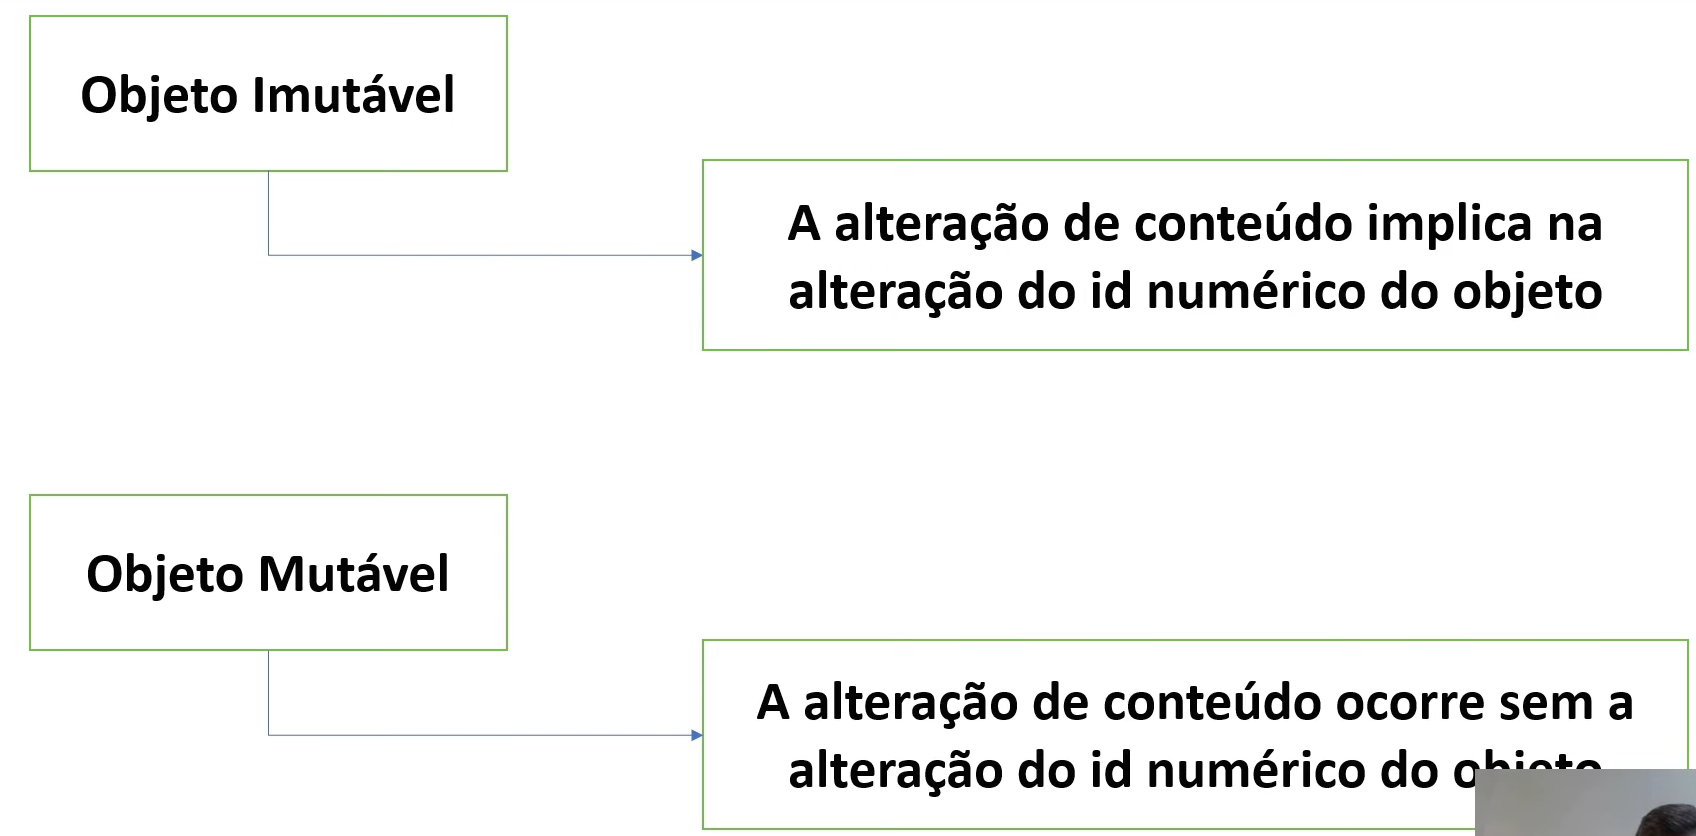 Objeto Imutável
A alteração de conteúdo implica na
alteração do id numérico do objeto
Objeto Mutável
A alteração de conteúdo ocorre sem a
alteração do id numérico do objeto